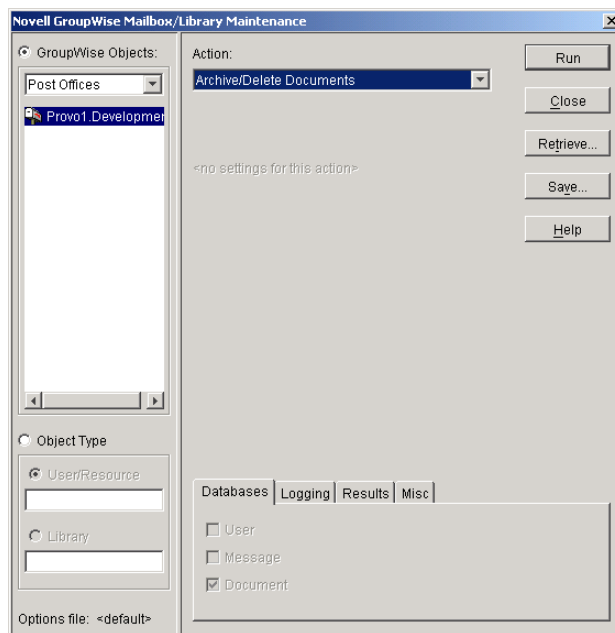 Novell GroupWise Mailbox/Library Maintenance
GroupWise Objects:
Post Offices
Provo1.Developmer
Object Type
User/Resource
Library
Options file: <default>
Action:
Archive/Delete Documents
<no settings for this action>
Databases Logging Results Misc
User
Message
Document
Run
Close
Retrieve...
Save...
Help